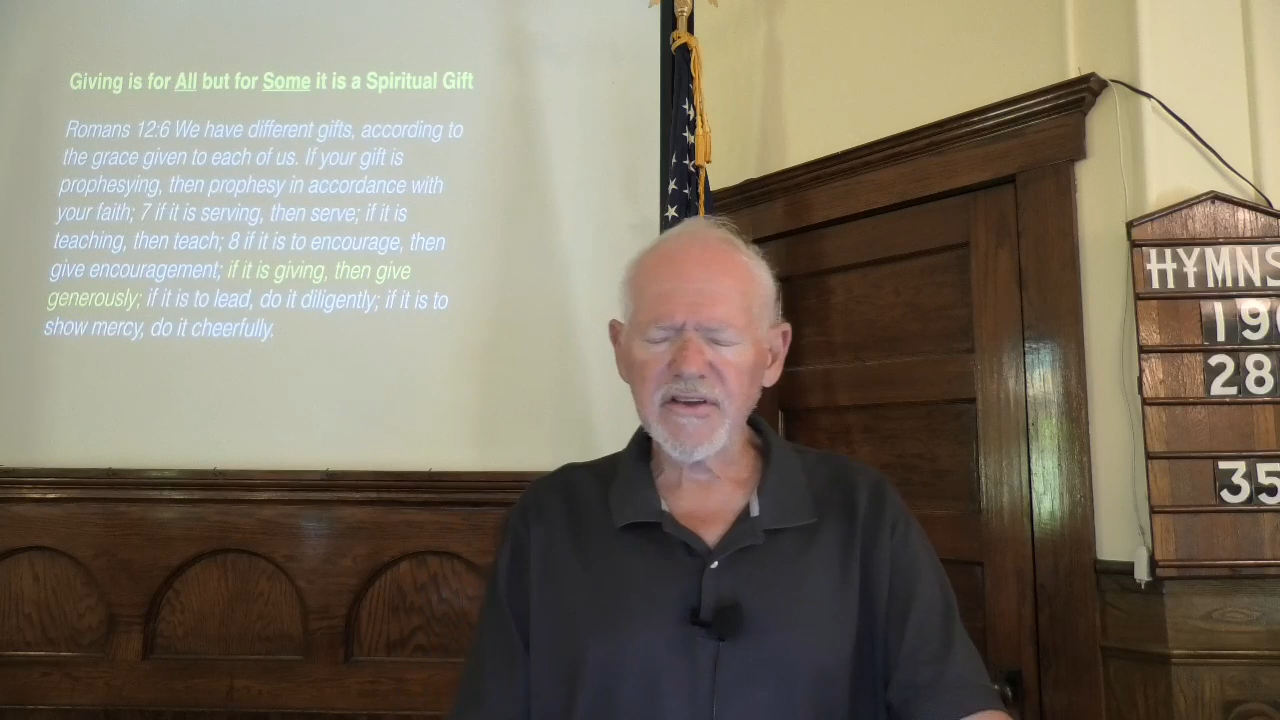 Giving is for All but for Some it is a Spiritual Gift
Romans 12:6 We have different gifts, according to
the grace given to each of us. If your gift is
prophesying, then prophesy in accordance with
your faith; 7 if it is serving, then serve; if it is
teaching, then teach; 8 if it is to encourage, then
give encouragement; if it is giving, then give
generously; if it is to lead, do it diligently; if it is to
show mercy, do it cheerfully.
HYMNS
19
28
35